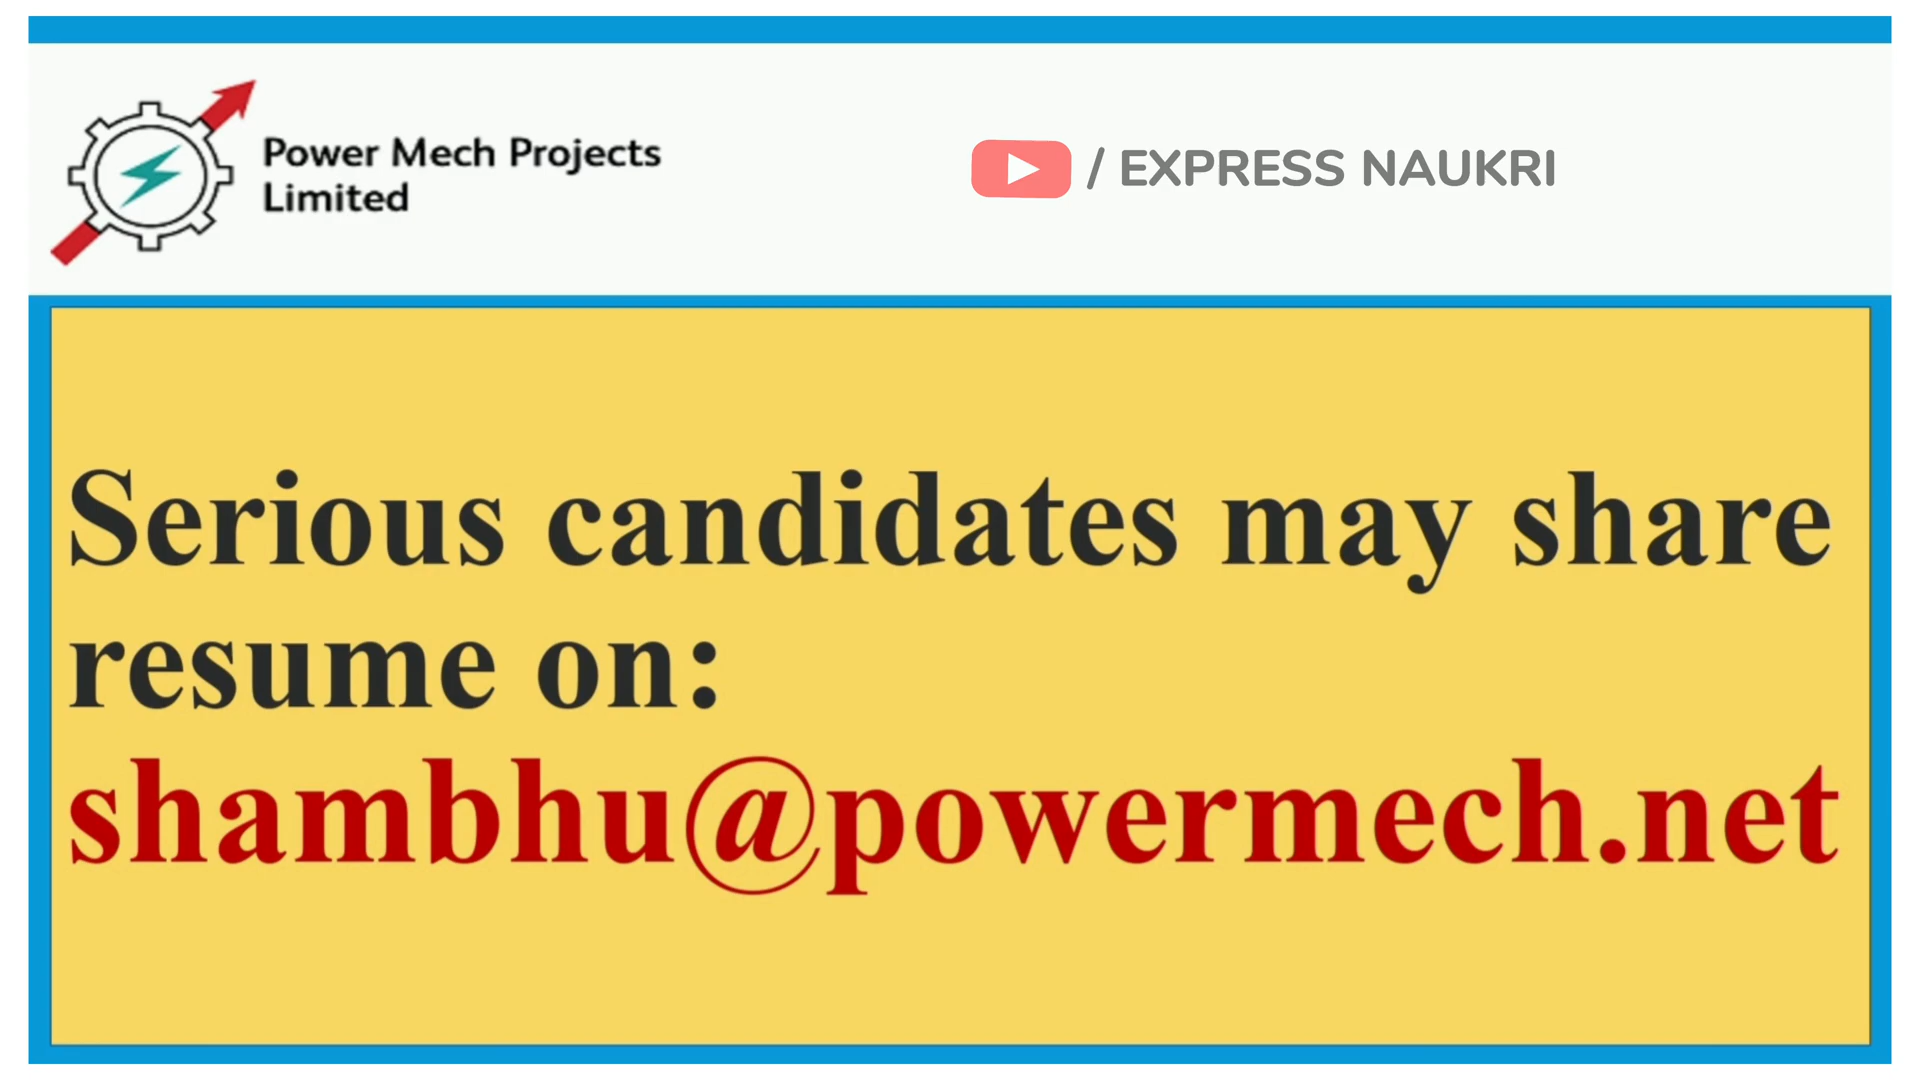 Power Mech Projects
Limited
/ EXPRESS NAUKRI
Serious candidates may share
resume on:
shambhu@powermech.net